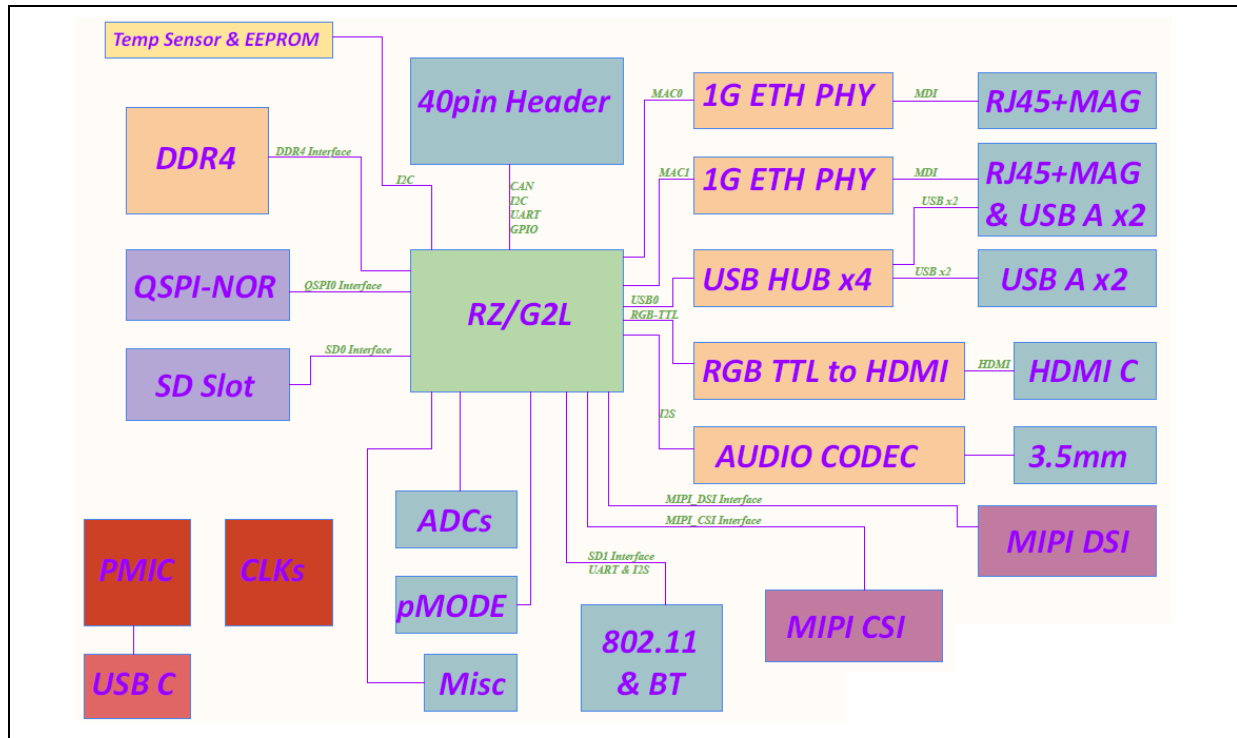 Temp Sensor & EEPROM
40pin Header
MAC0
1G ETH PHY
MDI
RJ45+MAG
DDR4
DDR4 Interface
I2C
CAN
I2C
UART
GPIO
MAC1
1G ETH PHY
MDI
USB x2
RJ45+MAG
& USB A x2
QSPI-NOR
QSPI0 Interface
RZ/G2L
USB0
RGB-TTL
USB HUB x4
USB x2
USB A x2
SD Slot
SD0 Interface
RGB TTL to HDMI
HDMI
HDMI C
I2S
AUDIO CODEC
3.5mm
ADCs
MIPI_DSI Interface
MIPI_CSI Interface
MIPI DSI
PMIC
CLKs
SD1 Interface
UART & I2S
pMODE
802.11
& BT
MIPI CSI
USB C
Misc